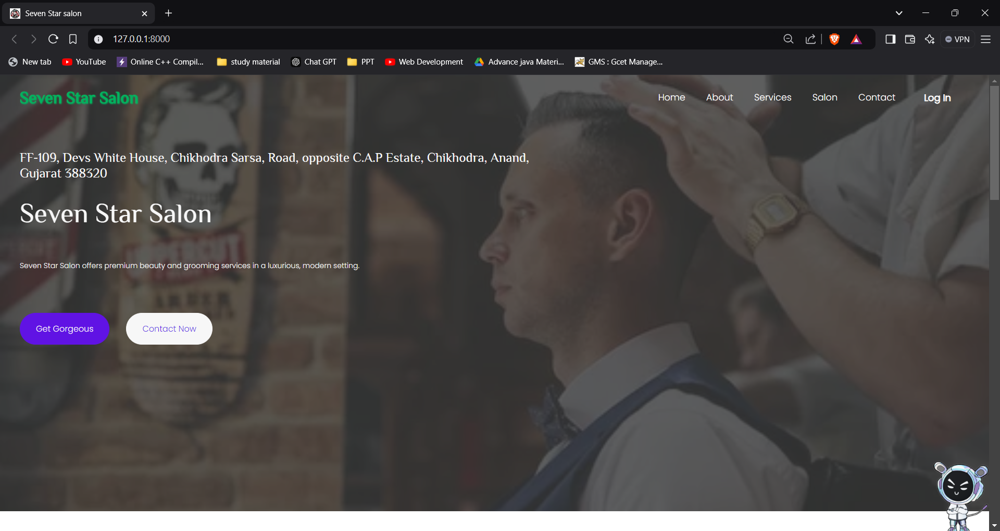 Seven Star salon
127.0.0.1:8000
VPN
New tab
YouTube
Online C++ Compil...
study material
Chat GPT
PPT
Web Development
Advance java Materi...
GMS : Gcet Manage...
Seven Star Salon
Home
About
Services
Salon
Contact
Log In
FF-109, Devs White House, Chikhodra Sarsa, Road, opposite C.A.P Estate, Chikhodra, Anand,
Gujarat 388320
Seven Star Salon
UPPERCUT
Seven Star Salon offers premium beauty and grooming services in a luxurious, modern setting.
Get Gorgeous
Contact Now